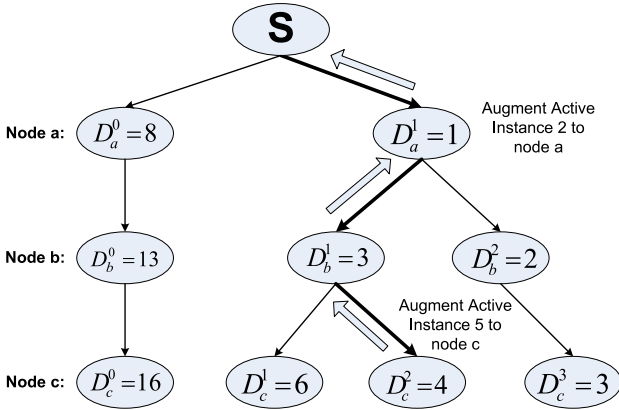 S
Augment Active
Instance 2 to
node a
Node a: D_a^0 = 8 D_a^1 = 1
Node b: D_b^0 = 13 D_b^1 = 3 D_b^2 = 2
Augment Active
Instance 5 to
node c
Node c: D_c^0 = 16 D_c^1 = 6 D_c^2 = 4 D_c^3 = 3